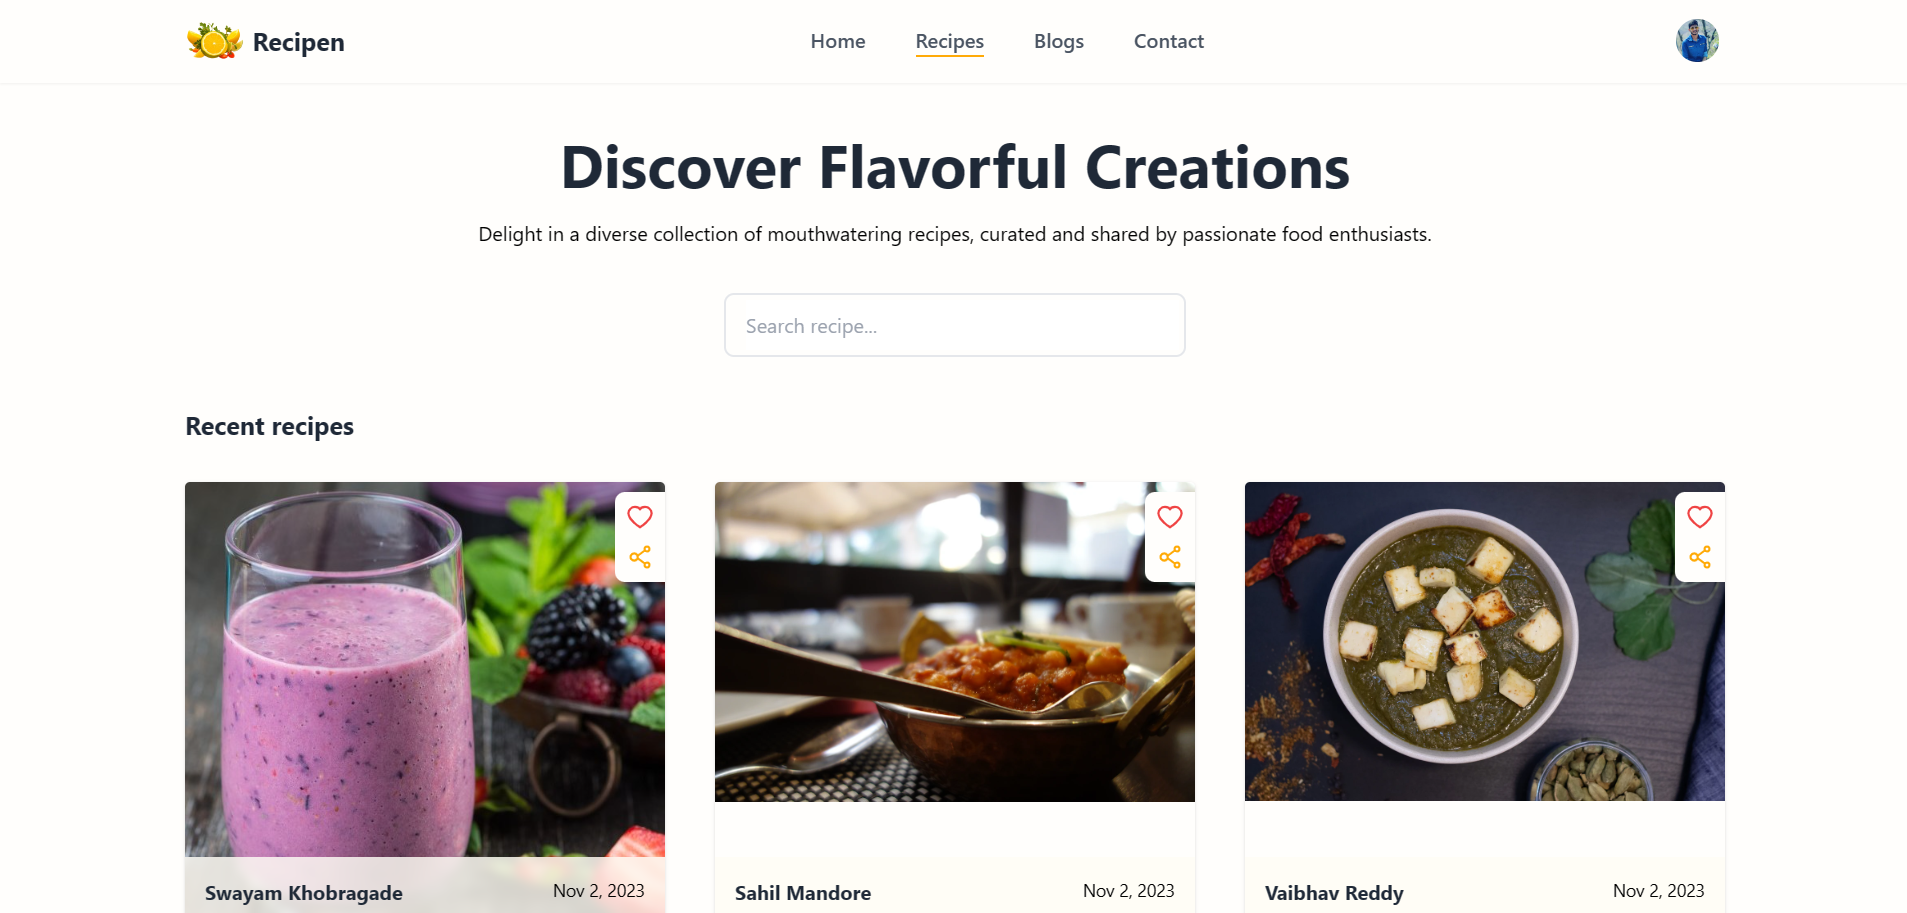 Recipen
Home Recipes Blogs Contact
Discover Flavorful Creations
Delight in a diverse collection of mouthwatering recipes, curated and shared by passionate food enthusiasts.
Search recipe...
Recent recipes
Swayam Khobragade Nov 2, 2023
Sahil Mandore Nov 2, 2023
Vaibhav Reddy Nov 2, 2023